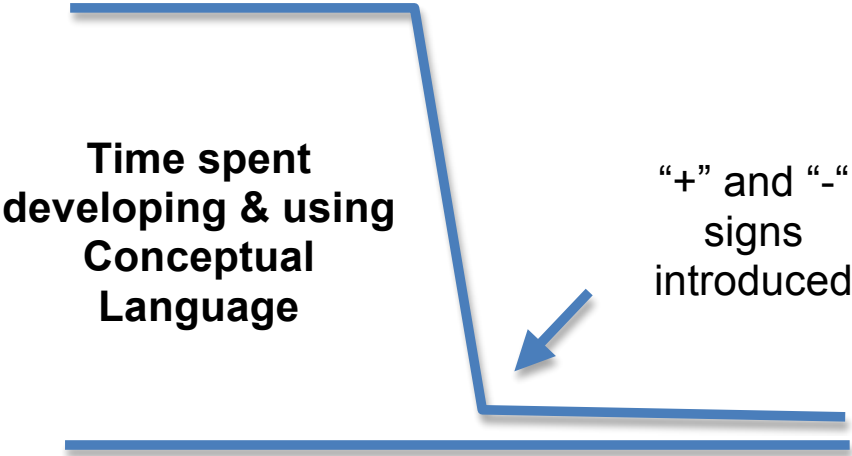 Time spent
developing & using
Conceptual
Language
“+” and “-“
signs
introduced